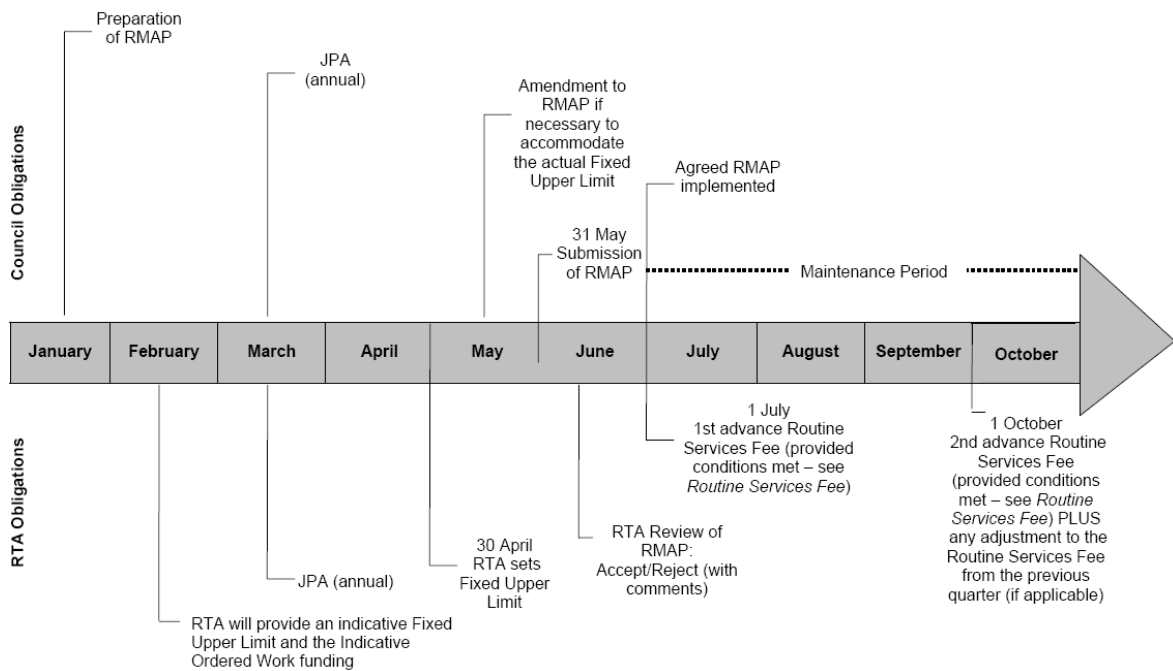 Preparation
of RMAP
JPA
(annual)
Amendment to
RMAP if
necessary to
accommodate
the actual Fixed
Upper Limit
Agreed RMAP
implemented
31 May
Submission
of RMAP
Maintenance Period
Council Obligations
January
February
March
April
May
June
July
August
September
October
RTA Obligations
1 July
1st advance Routine
Services Fee (provided
conditions met – see
Routine Services Fee)
1 October
2nd advance Routine
Services Fee
(provided conditions
met – see Routine
Services Fee) PLUS
any adjustment to the
Routine Services Fee
from the previous
quarter (if applicable)
RTA Review of
RMAP:
Accept/Reject (with
comments)
30 April
RTA sets
Fixed Upper
Limit
JPA (annual)
RTA will provide an indicative Fixed
Upper Limit and the Indicative
Ordered Work funding